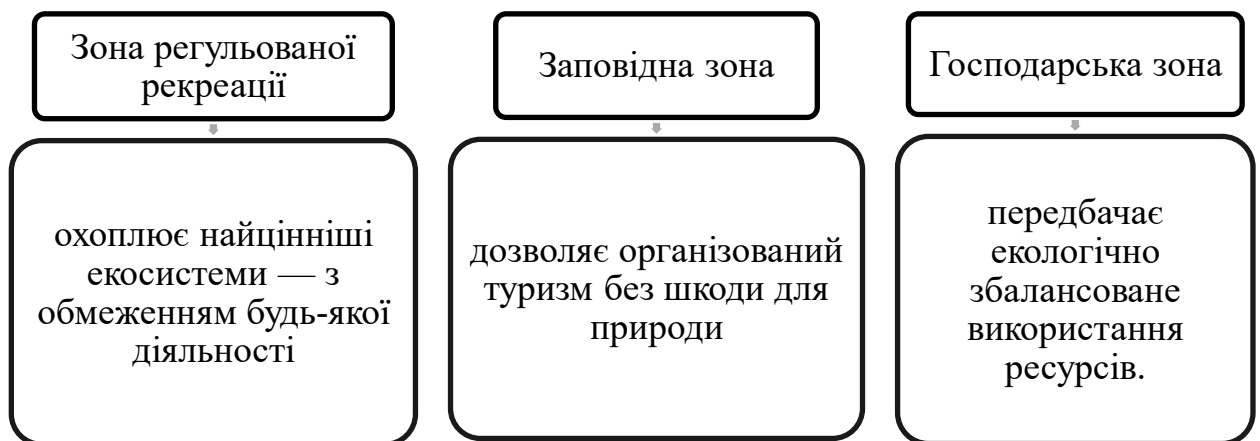 Зона регульованої
рекреації
охоплює найцінніші
екосистеми — з
обмеженням будь-якої
діяльності
Заповідна зона
дозволяє організований
туризм без шкоди для
природи
Господарська зона
передбачає
екологічно
збалансоване
використання
ресурсів.